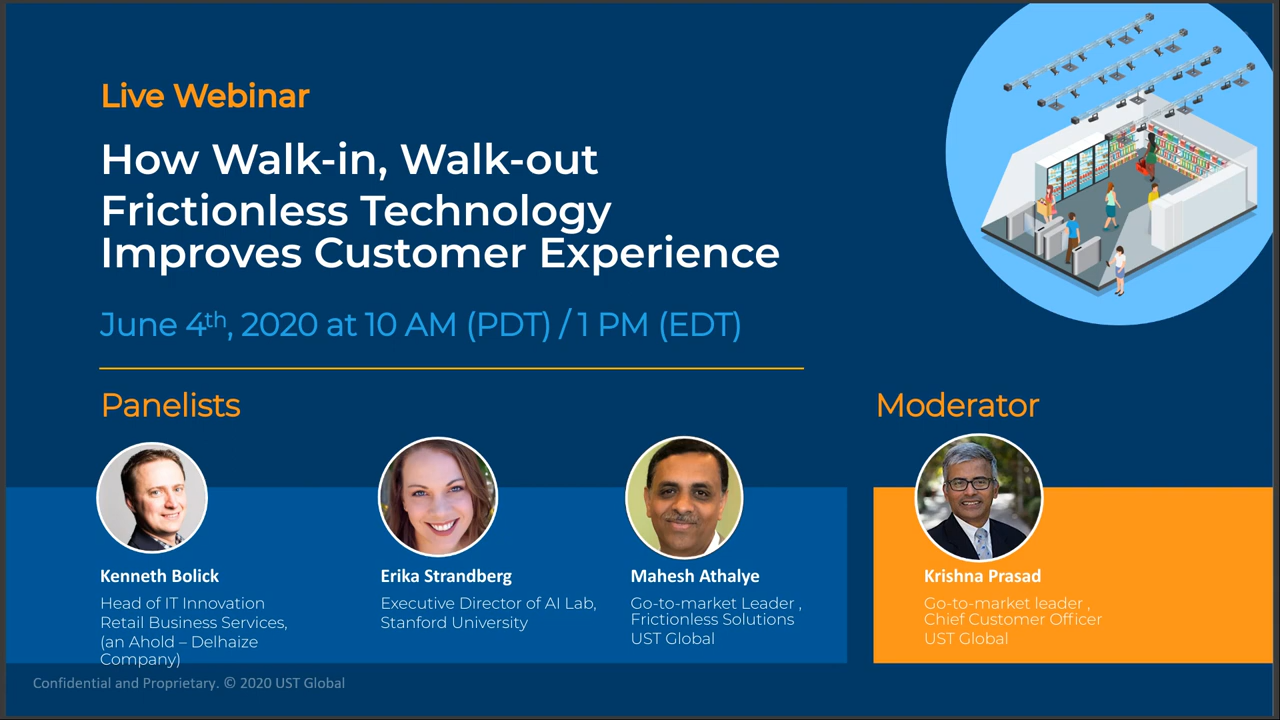 Live Webinar
How Walk-in, Walk-out
Frictionless Technology
Improves Customer Experience
June 4th, 2020 at 10 AM (PDT) / 1 PM (EDT)
Panelists
Moderator
Kenneth Bolick
Head of IT Innovation
Retail Business Services,
(an Ahold – Delhaize
Company)
Erika Strandberg
Executive Director of AI Lab,
Stanford University
Mahesh Athalye
Go-to-market Leader ,
Frictionless Solutions
UST Global
Krishna Prasad
Go-to-market leader ,
Chief Customer Officer
UST Global
Confidential and Proprietary. © 2020 UST Global